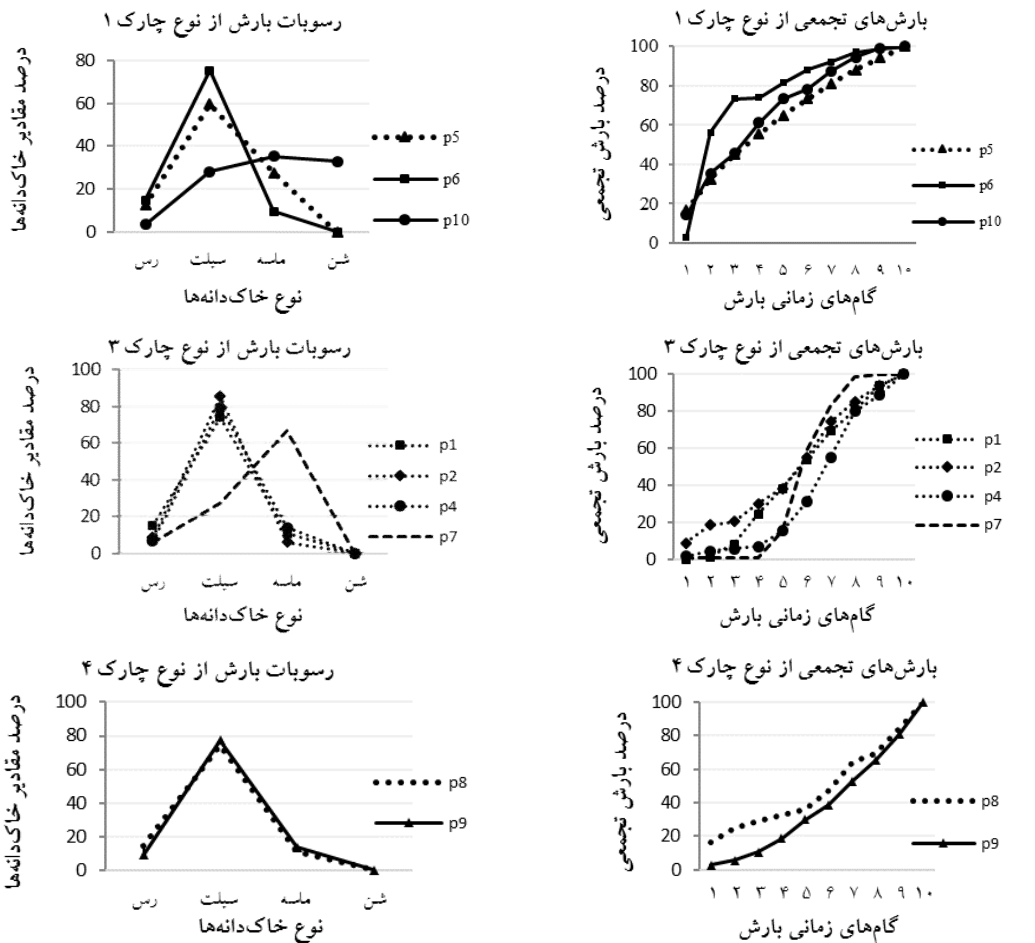 بارش‌های تجمعی از نوع چارک ۱
درصد بارش تجمعی
100
80
60
40
20
0
۱ ۲ ۳ ۴ ۵ ۶ ۷ ۸ ۹ ۱۰
گام‌های زمانی بارش
p5
p6
p10
رسوبات بارش از نوع چارک ۱
درصد مقادیر خاک‌دانه‌ها
80
60
40
20
0
رس سیلت ماسه شن
نوع خاک‌دانه‌ها
p5
p6
p10
بارش‌های تجمعی از نوع چارک ۳
درصد بارش تجمعی
100
80
60
40
20
0
۱ ۲ ۳ ۴ ۵ ۶ ۷ ۸ ۹ ۱۰
گام‌های زمانی بارش
p1
p2
p4
p7
رسوبات بارش از نوع چارک ۳
درصد مقادیر خاک‌دانه‌ها
100
80
60
40
20
0
رس سیلت ماسه شن
نوع خاک‌دانه‌ها
p1
p2
p4
p7
بارش‌های تجمعی از نوع چارک ۴
درصد بارش تجمعی
100
80
60
40
20
0
۱ ۲ ۳ ۴ ۵ ۶ ۷ ۸ ۹ ۱۰
گام‌های زمانی بارش
p8
p9
رسوبات بارش از نوع چارک ۴
درصد مقادیر خاک‌دانه‌ها
100
80
60
40
20
0
رس سیلت ماسه شن
نوع خاک‌دانه‌ها
p8
p9